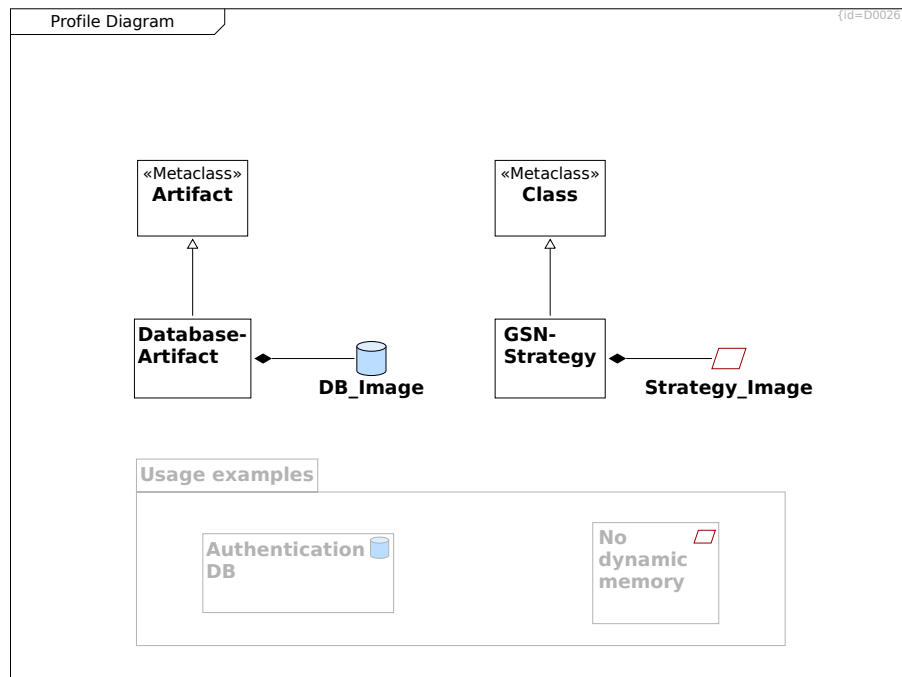 Profile Diagram
{id=D0026
«Metaclass»
Artifact
«Metaclass»
Class
Database-
Artifact
DB_Image
GSN-
Strategy
Strategy_Image
Usage examples
Authentication
DB
No
dynamic
memory